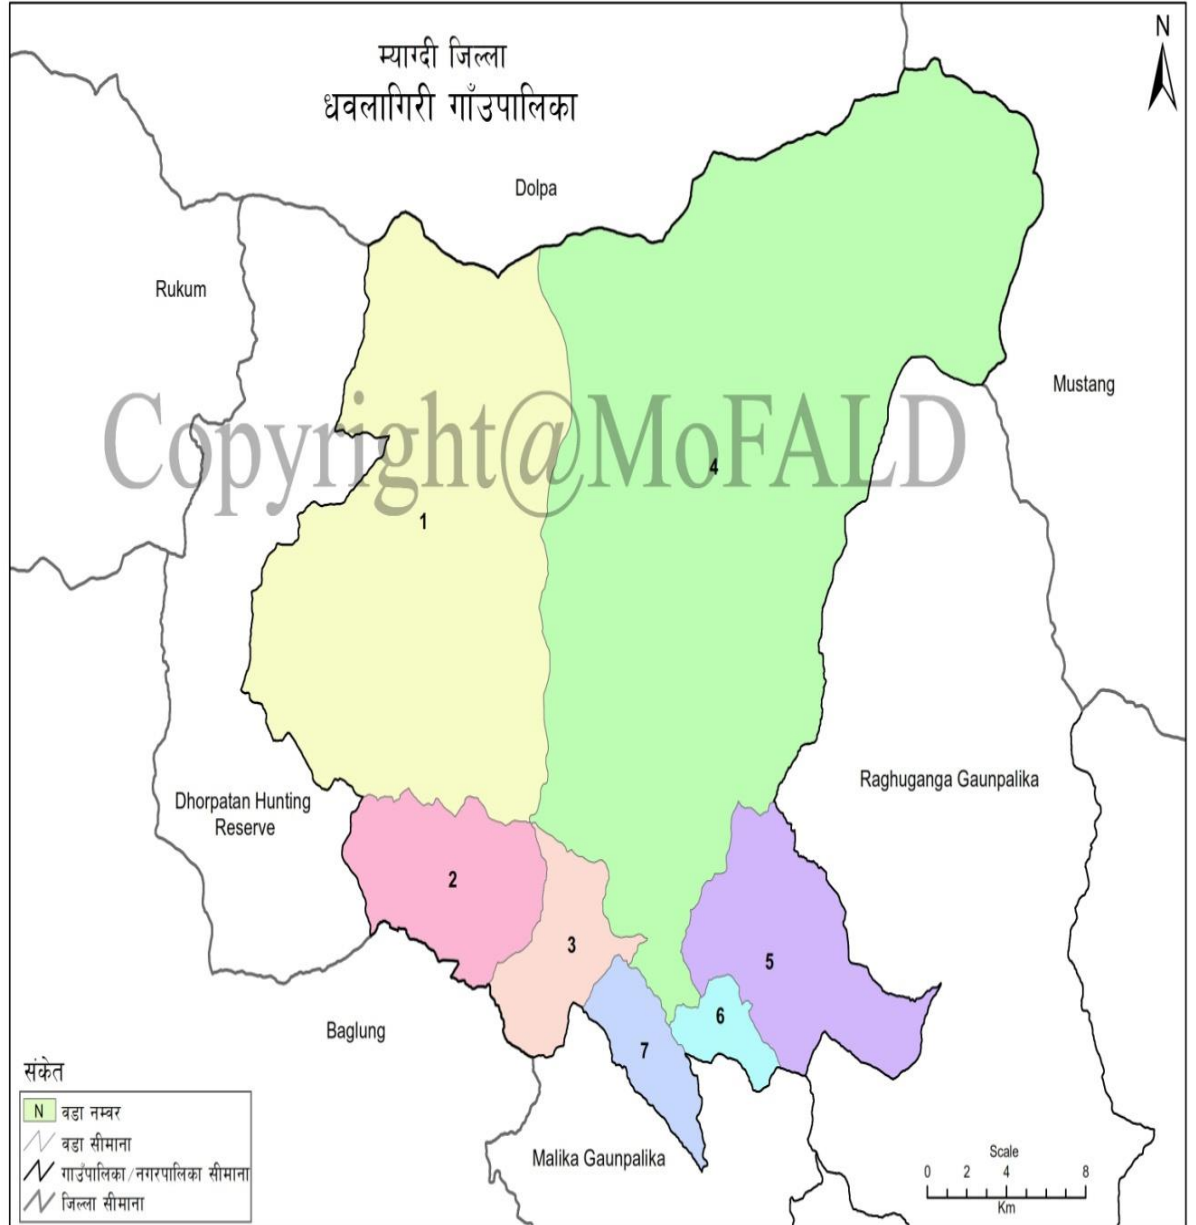 म्याग्दी जिल्ला
धवलागिरी गाँउपालिका
N
Dolpa
Rukum
Mustang
Copyright@MoFALD
4
1
Raghuganga Gaunpalika
Dhorpatan Hunting
Reserve
2
3
5
6
Baglung
7
Malika Gaunpalika
संकेत
N वडा नम्वर
वडा सीमाना
गाउँपालिका/नगरपालिका सीमाना
जिल्ला सीमाना
Scale
0 2 4 8
Km